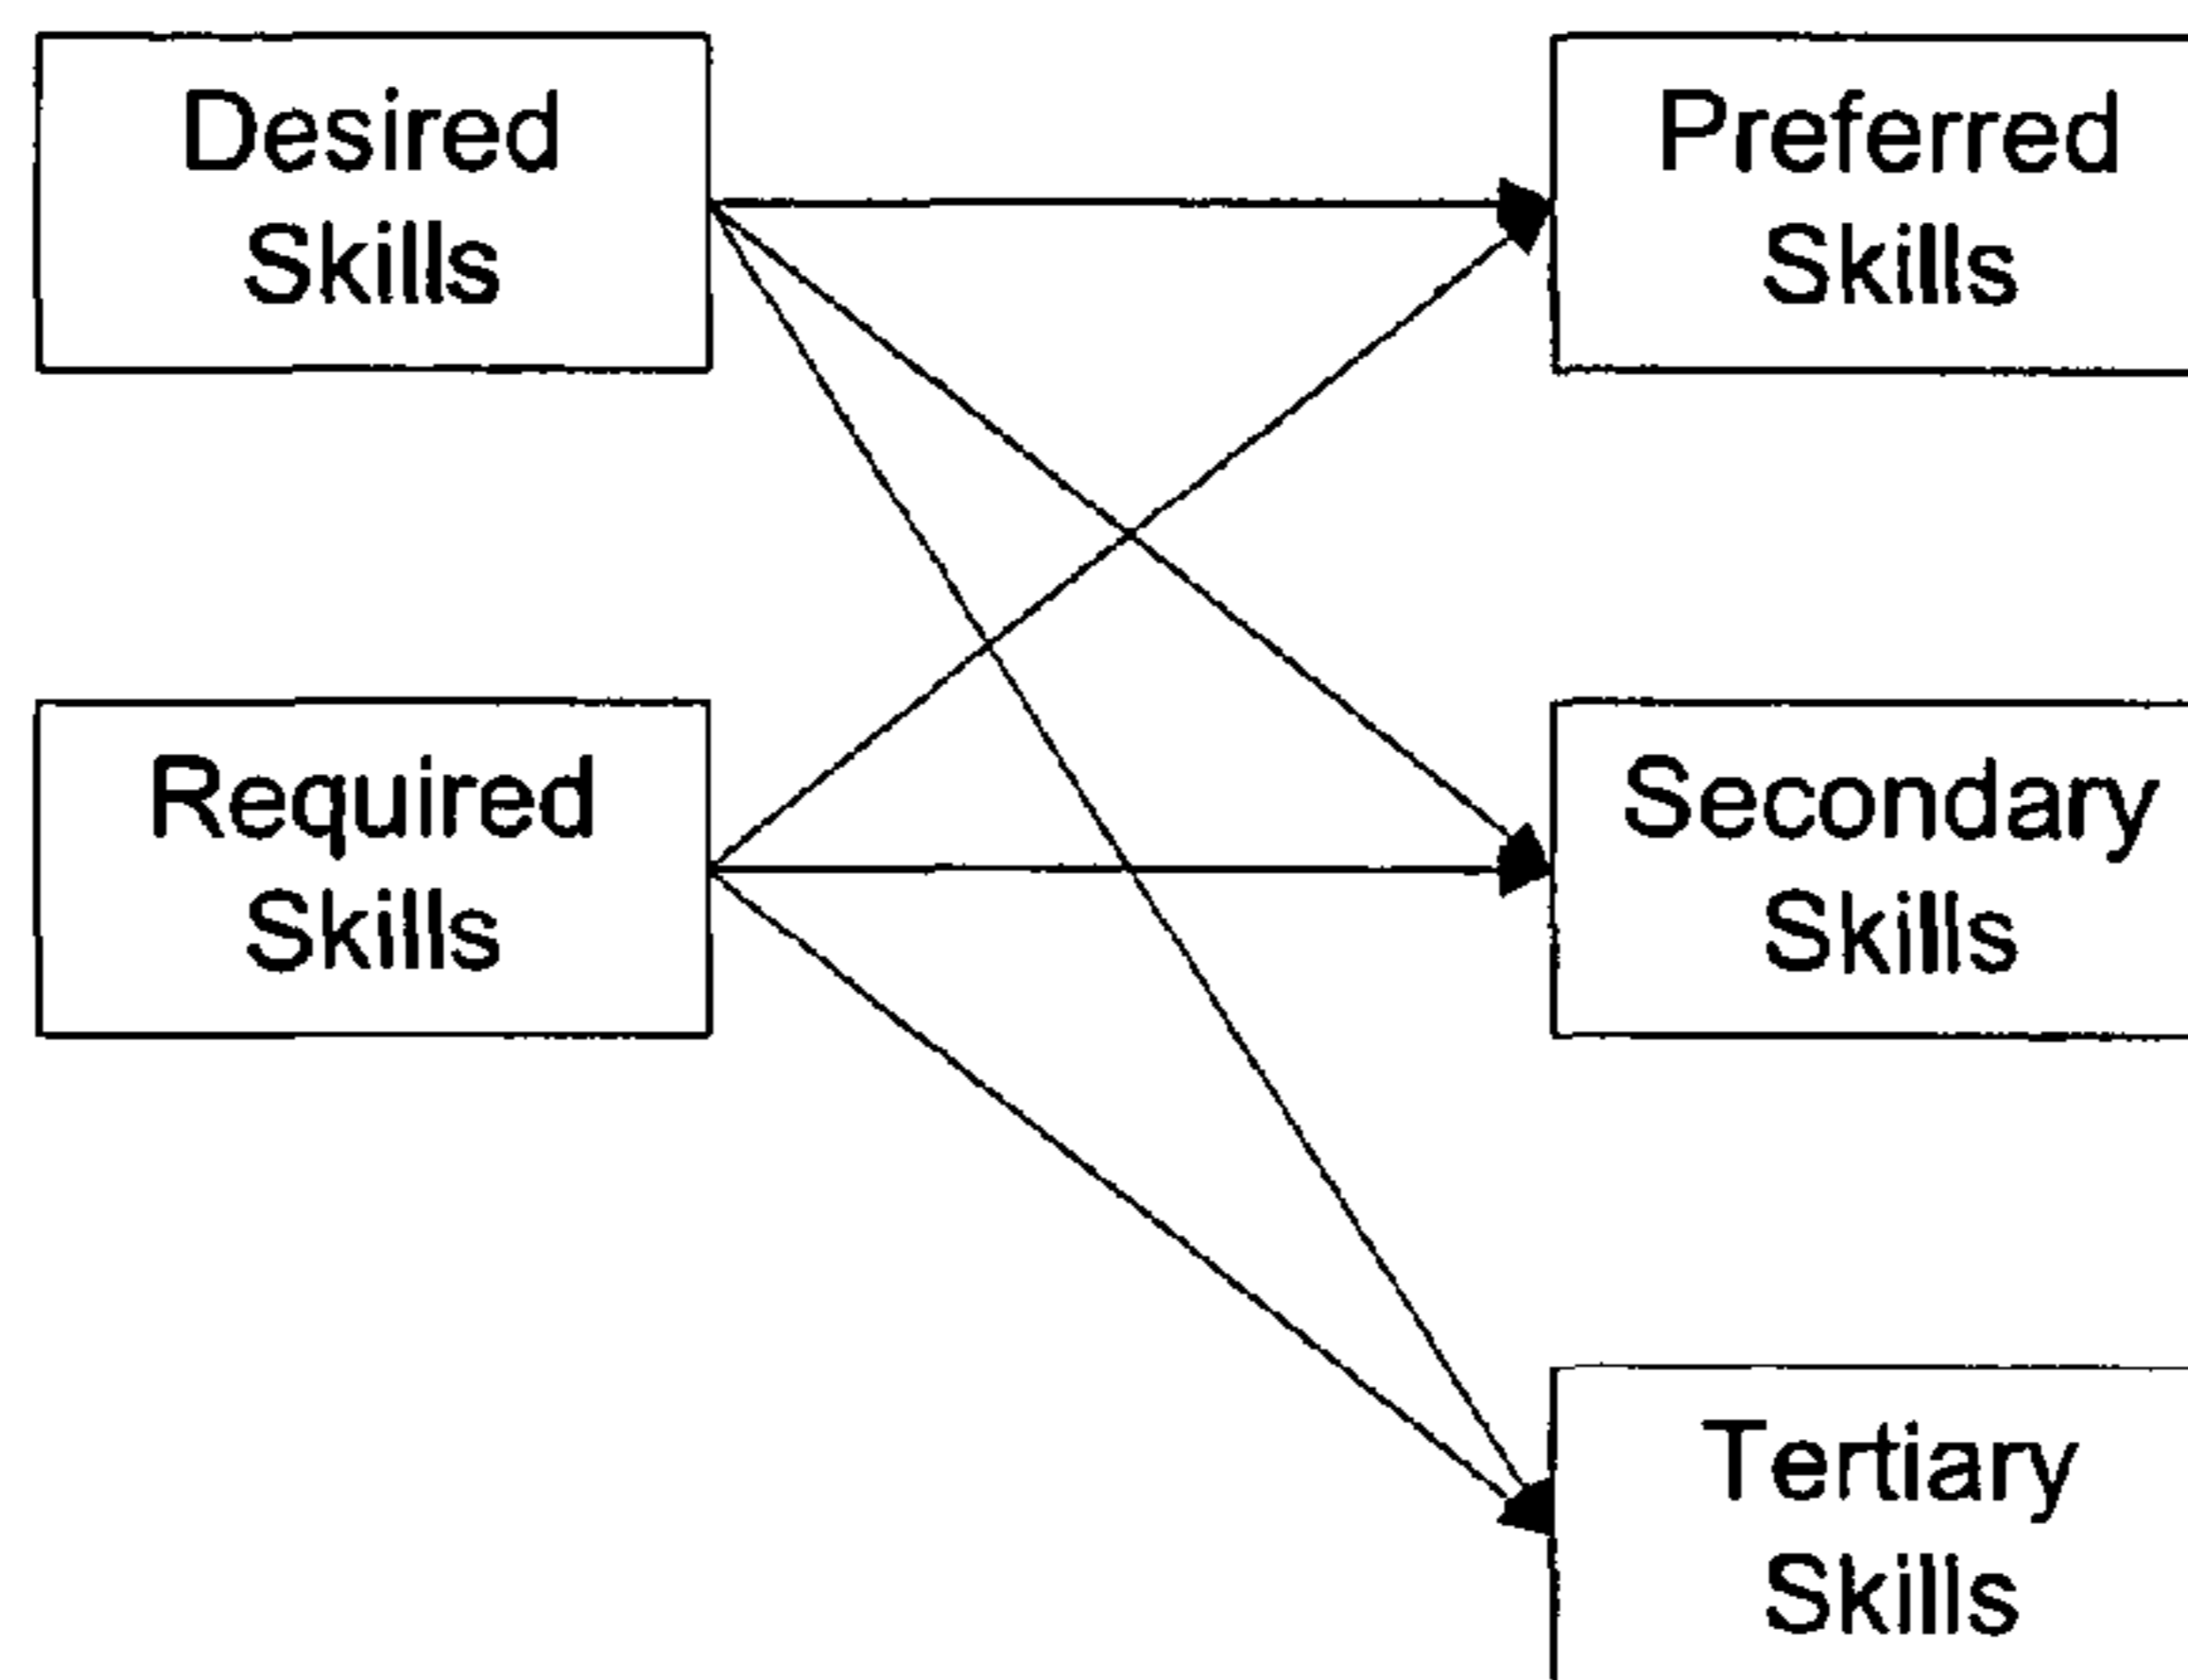 Desired
Skills
Preferred
Skills
Required
Skills
Secondary
Skills
Tertiary
Skills